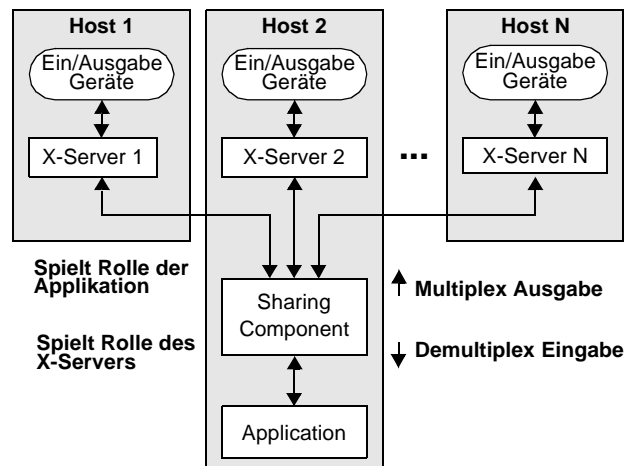 Host 1
Host 2
Host N
Ein/Ausgabe
Geräte
Ein/Ausgabe
Geräte
Ein/Ausgabe
Geräte
X-Server 1
X-Server 2
...
X-Server N
Spielt Rolle der
Applikation
Sharing
Component
Multiplex Ausgabe
Spielt Rolle des
X-Servers
Demultiplex Eingabe
Application